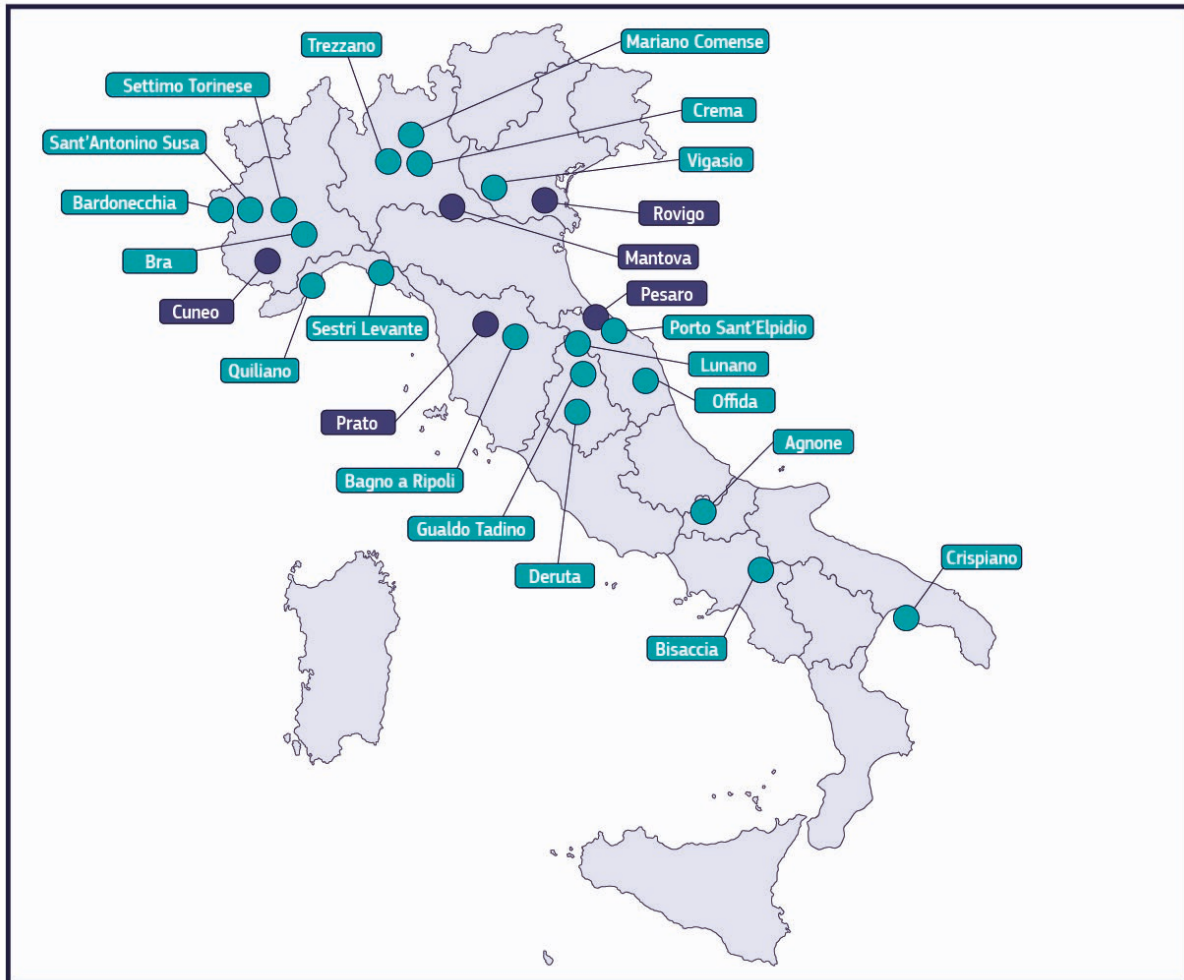 Trezzano
Mariano Comense
Settimo Torinese
Crema
Sant'Antonino Susa
Vigasio
Bardonecchia
Rovigo
Bra
Mantova
Cuneo
Pesaro
Sestri Levante
Porto Sant'Elpidio
Quiliano
Lunano
Prato
Offida
Agnone
Bagno a Ripoli
Gualdo Tadino
Crispiano
Deruta
Bisaccia